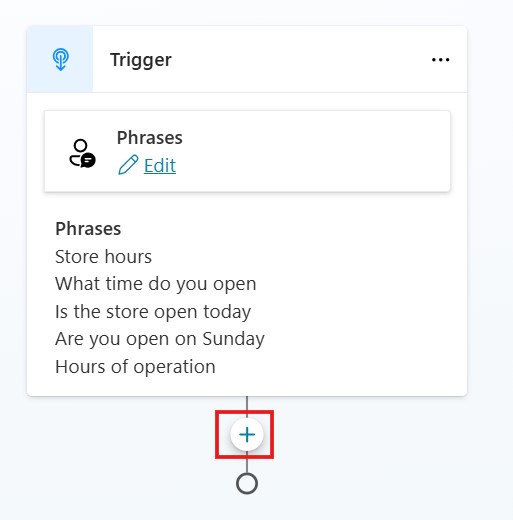 Trigger
Phrases
Edit
Phrases
Store hours
What time do you open
Is the store open today
Are you open on Sunday
Hours of operation